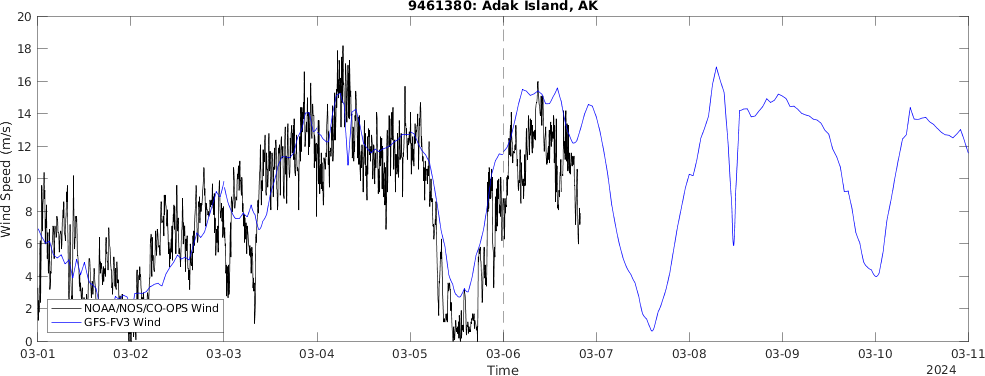 9461380: Adak Island, AK
Wind Speed (m/s)
20
18
16
14
12
10
8
6
4
2
0
NOAA/NOS/CO-OPS Wind
GFS-FV3 Wind
03-01 03-02 03-03 03-04 03-05 03-06 03-07 03-08 03-09 03-10 03-11
Time
2024